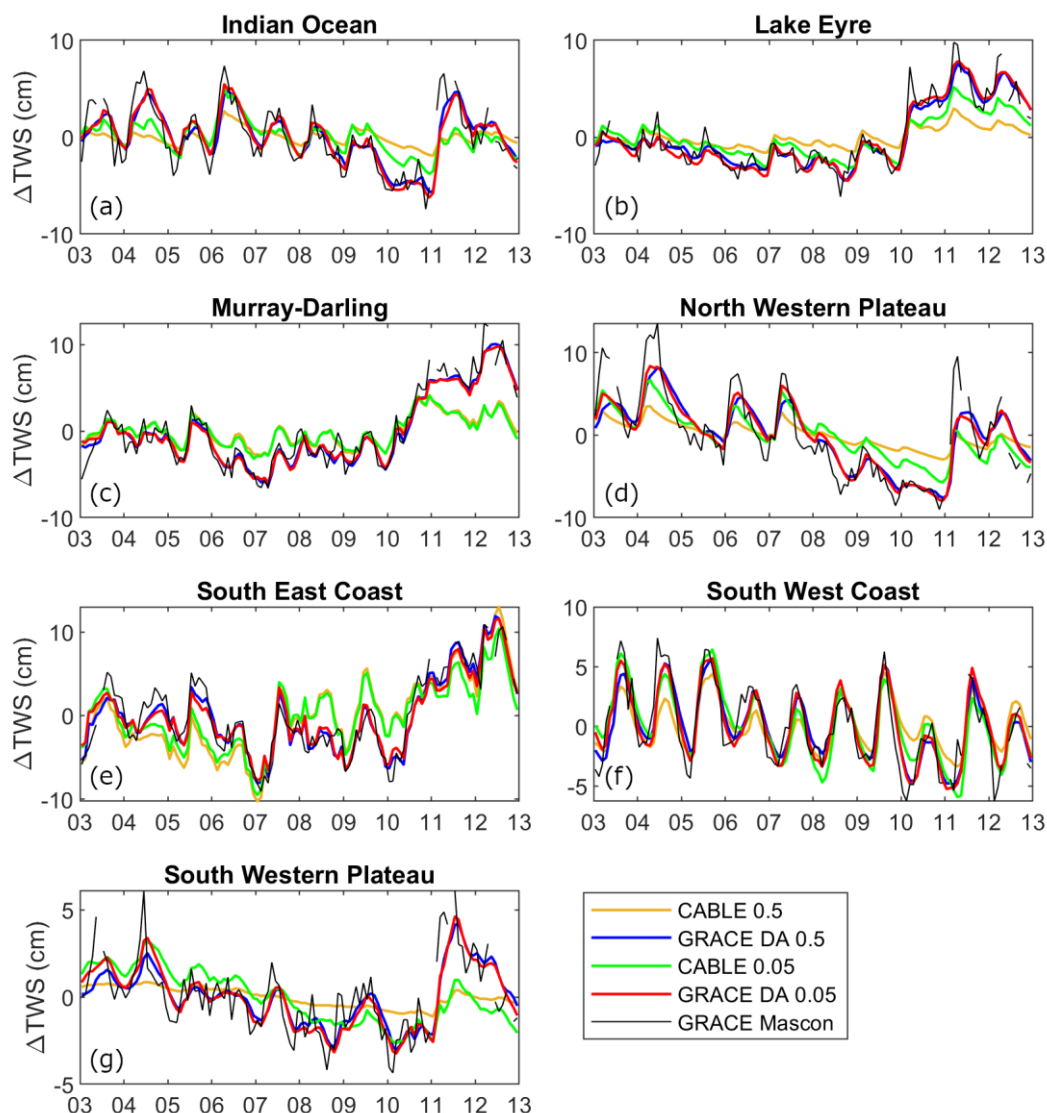 Indian Ocean
Lake Eyre
10
0
-10
ΔTWS (cm)
(a)
03 04 05 06 07 08 09 10 11 12 13
10
0
-10
(b)
03 04 05 06 07 08 09 10 11 12 13
Murray-Darling
North Western Plateau
10
0
-10
ΔTWS (cm)
(c)
03 04 05 06 07 08 09 10 11 12 13
10
0
-10
(d)
03 04 05 06 07 08 09 10 11 12 13
South East Coast
South West Coast
10
0
-10
ΔTWS (cm)
(e)
03 04 05 06 07 08 09 10 11 12 13
10
5
0
-5
(f)
03 04 05 06 07 08 09 10 11 12 13
South Western Plateau
5
0
-5
ΔTWS (cm)
(g)
03 04 05 06 07 08 09 10 11 12 13
CABLE 0.5
GRACE DA 0.5
CABLE 0.05
GRACE DA 0.05
GRACE Mascon